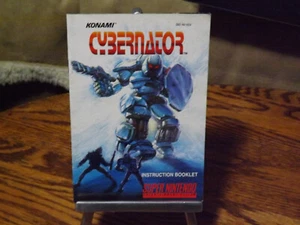 KONAMI
CYBERNATOR
INSTRUCTION BOOKLET
SUPER NINTENDO